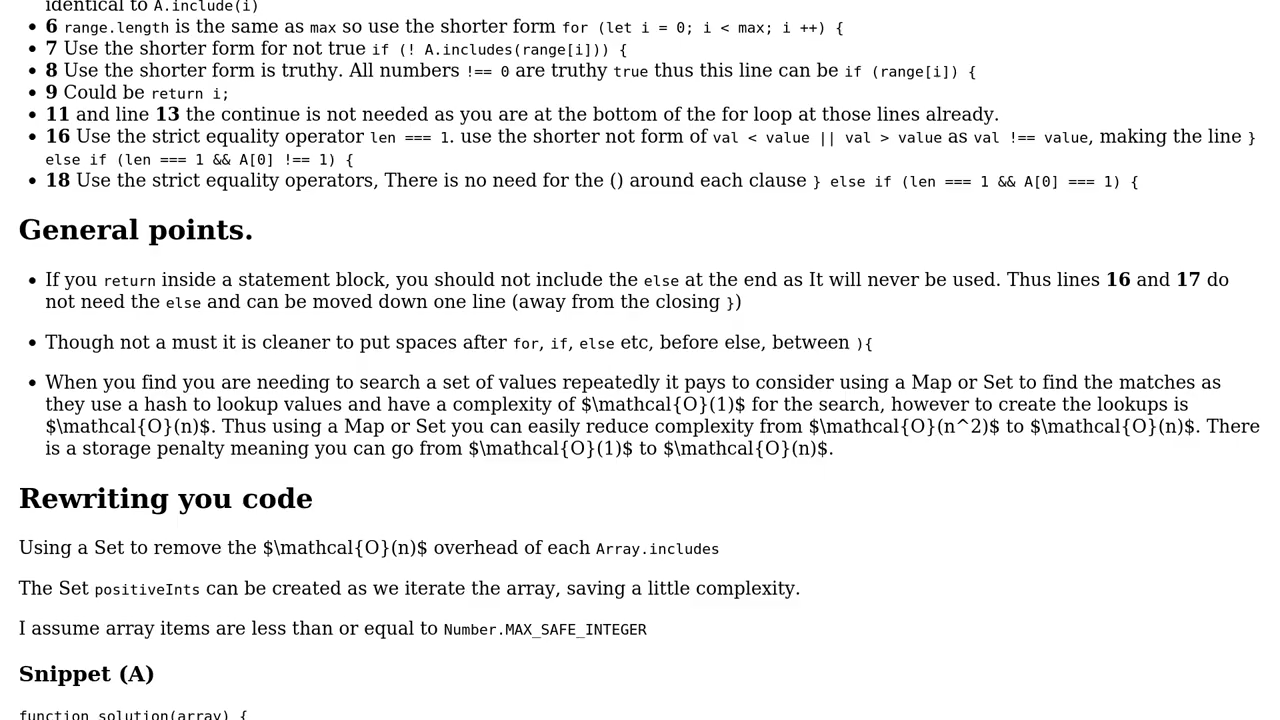 identical to A.include(i)
• 6 range.length is the same as max so use the shorter form for (let i = 0; i < max; i ++) {
• 7 Use the shorter form for not true if (! A.includes(range[i])) {
• 8 Use the shorter form is truthy. All numbers !== 0 are truthy true thus this line can be if (range[i]) {
• 9 Could be return i;
• 11 and line 13 the continue is not needed as you are at the bottom of the for loop at those lines already.
• 16 Use the strict equality operator len === 1. use the shorter not form of val < value || val > value as val !== value, making the line }
else if (len === 1 && A[0] !== 1) {
• 18 Use the strict equality operators, There is no need for the () around each clause } else if (len === 1 && A[0] === 1) {
General points.
• If you return inside a statement block, you should not include the else at the end as It will never be used. Thus lines 16 and 17 do
not need the else and can be moved down one line (away from the closing })
• Though not a must it is cleaner to put spaces after for, if, else etc, before else, between ){
• When you find you are needing to search a set of values repeatedly it pays to consider using a Map or Set to find the matches as
they use a hash to lookup values and have a complexity of $\mathcal{O}(1)$ for the search, however to create the lookups is
$\mathcal{O}(n)$. Thus using a Map or Set you can easily reduce complexity from $\mathcal{O}(n^2)$ to $\mathcal{O}(n)$. There
is a storage penalty meaning you can go from $\mathcal{O}(1)$ to $\mathcal{O}(n)$.
Rewriting you code
Using a Set to remove the $\mathcal{O}(n)$ overhead of each Array.includes
The Set positiveInts can be created as we iterate the array, saving a little complexity.
I assume array items are less than or equal to Number.MAX_SAFE_INTEGER
Snippet (A)
function solution(array) {